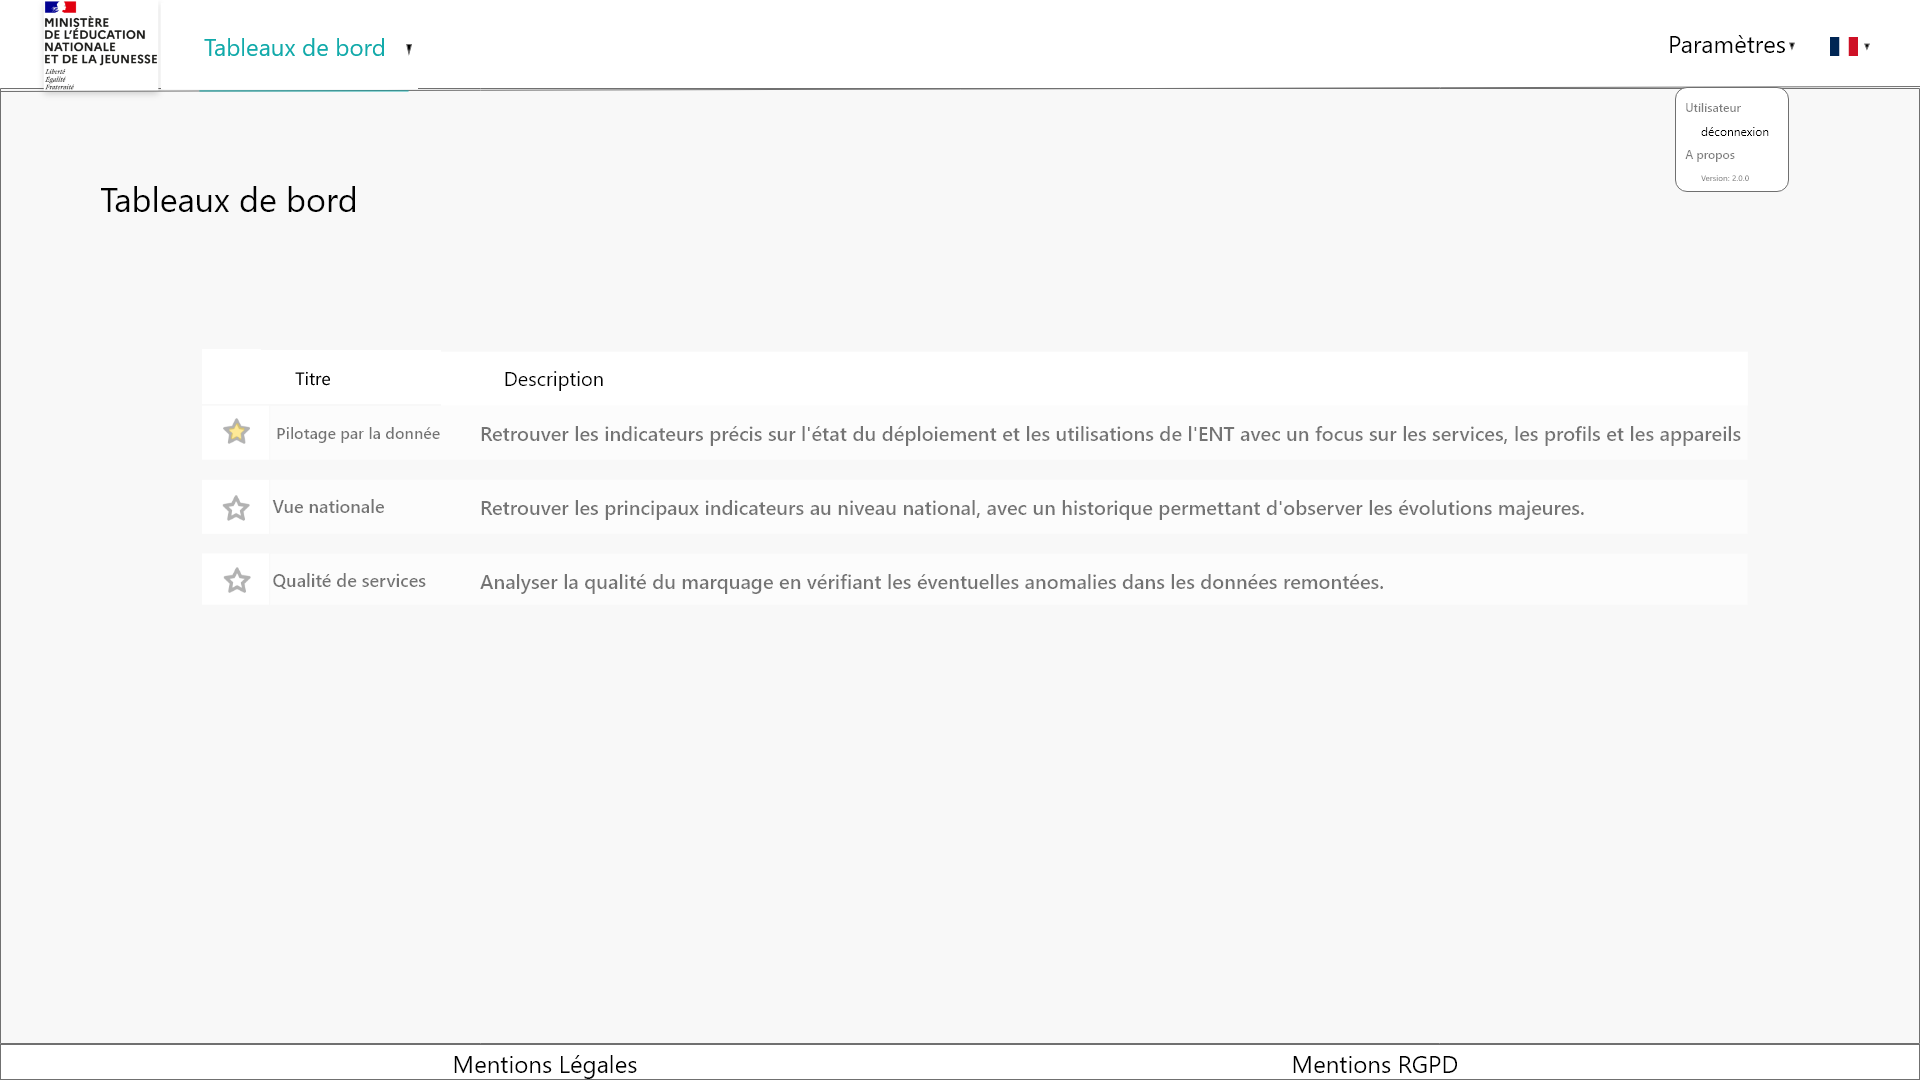 MINISTÈRE
DE L'ÉDUCATION
NATIONALE
ET DE LA JEUNESSE
Liberté
Égalité
Fraternité
Tableaux de bord
Paramètres
Utilisateur
déconnexion
A propos
Version: 2.0.0
Tableaux de bord
Titre Description
Pilotage par la donnée Retrouver les indicateurs précis sur l'état du déploiement et les utilisations de l'ENT avec un focus sur les services, les profils et les appareils
Vue nationale Retrouver les principaux indicateurs au niveau national, avec un historique permettant d'observer les évolutions majeures.
Qualité de services Analyser la qualité du marquage en vérifiant les éventuelles anomalies dans les données remontées.
Mentions Légales Mentions RGPD